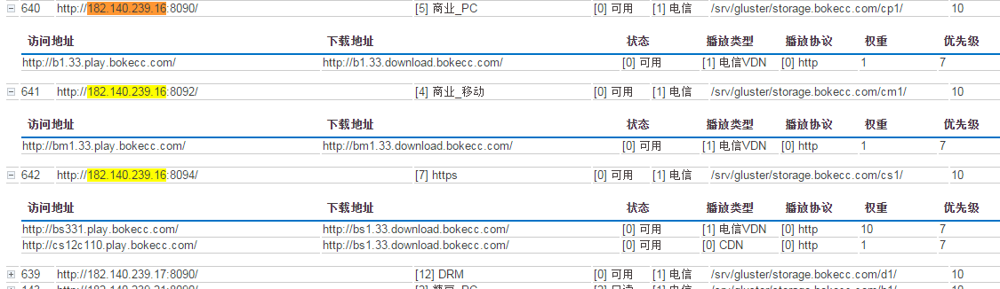 640 http://182.140.239.16:8090/ [5] 商业_PC [0] 可用 [1] 电信 /srv/gluster/storage.bokecc.com/cp1/ 10
访问地址 下载地址 状态 播放类型 播放协议 权重 优先级
http://b1.33.play.bokecc.com/ http://b1.33.download.bokecc.com/ [0] 可用 [1] 电信VDN [0] http 1 7
641 http://182.140.239.16:8092/ [4] 商业_移动 [0] 可用 [1] 电信 /srv/gluster/storage.bokecc.com/cm1/ 10
访问地址 下载地址 状态 播放类型 播放协议 权重 优先级
http://bm1.33.play.bokecc.com/ http://bm1.33.download.bokecc.com/ [0] 可用 [1] 电信VDN [0] http 1 7
642 http://182.140.239.16:8094/ [7] https [0] 可用 [1] 电信 /srv/gluster/storage.bokecc.com/cs1/ 10
访问地址 下载地址 状态 播放类型 播放协议 权重 优先级
http://bs331.play.bokecc.com/ http://bs1.33.download.bokecc.com/ [0] 可用 [1] 电信VDN [0] http 10 7
http://cs12c110.play.bokecc.com/ http://bs1.33.download.bokecc.com/ [0] 可用 [0] CDN [0] http 1 7
639 http://182.140.239.17:8090/ [12] DRM [0] 可用 [1] 电信 /srv/gluster/storage.bokecc.com/d1/ 10